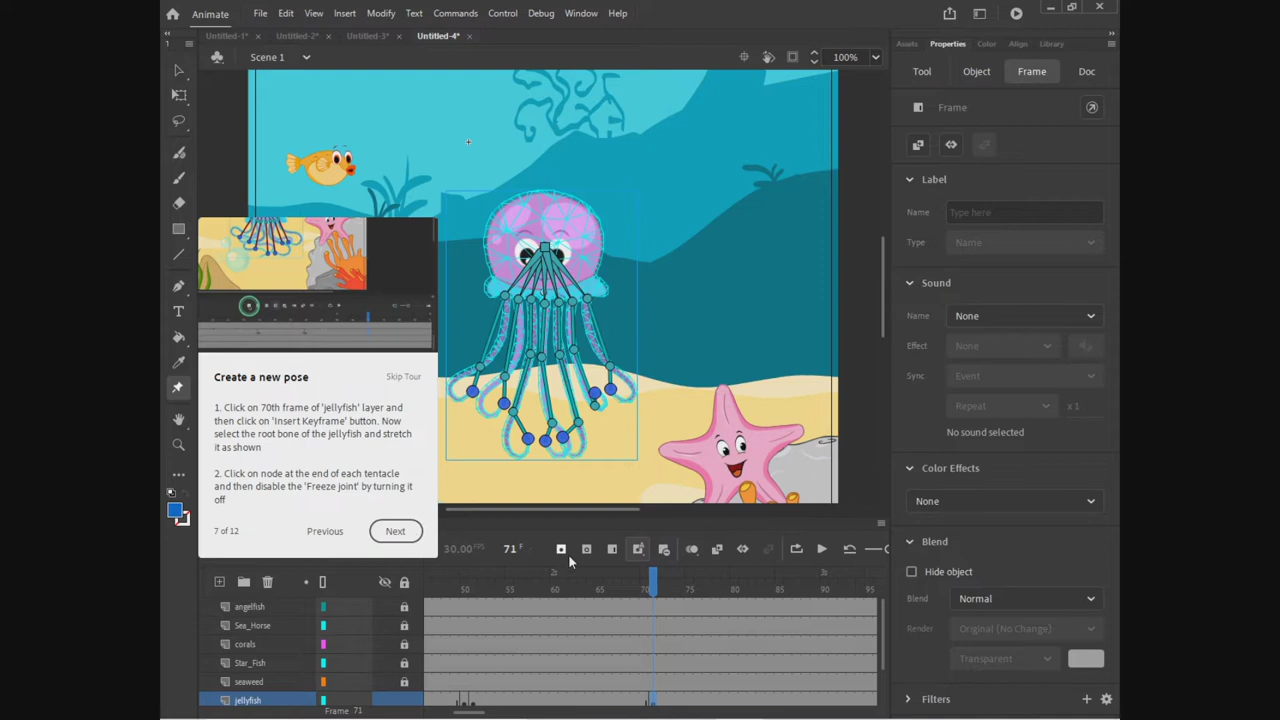 Animate File Edit View Insert Modify Text Commands Control Debug Window Help
Untitled-1* × Untitled-2* × Untitled-3* × Untitled-4* ×
Scene 1
100%
Assets Properties Color Align Library
Tool Object Frame Doc
Frame
Label
Name Type here
Type Name
Sound
Name None
Effect None
Sync Event
Repeat x 1
No sound selected
Color Effects
None
Blend
Hide object
Blend Normal
Render Original (No Change)
Transparent
Filters
Create a new pose Skip Tour
1. Click on 70th frame of 'jellyfish' layer and
then click on 'Insert Keyframe' button. Now
select the root bone of the jellyfish and stretch
it as shown
2. Click on node at the end of each tentacle
and then disable the 'Freeze joint' by turning it
off
7 of 12 Previous Next
30.00 FPS 71 F
2s 3s
50 55 60 65 70 75 80 85 90 95
angelfish
Sea_Horse
corals
Star_Fish
seaweed
jellyfish
Frame 71